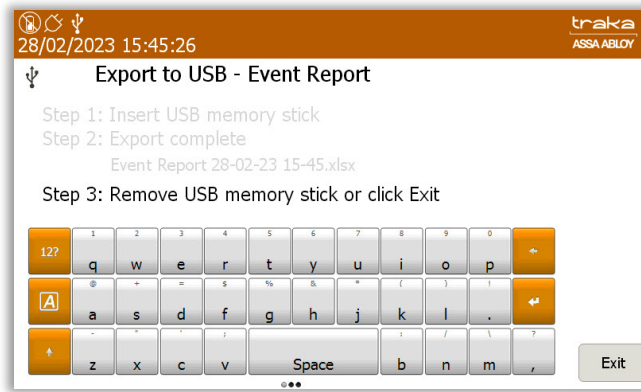 traka
28/02/2023 15:45:26
ASSA ABLOY
Export to USB - Event Report
Step 1: Insert USB memory stick
Step 2: Export complete
Event Report 28-02-23 15-45.xlsx
Step 3: Remove USB memory stick or click Exit
1 2 3 4 5 6 7 8 9 0
12? q w e r t y u i o p
@ + = $ % & * ( ) !
A a s d f g h j k l .
- " ' ; : / \ ?
z x c v Space b n m ,
Exit